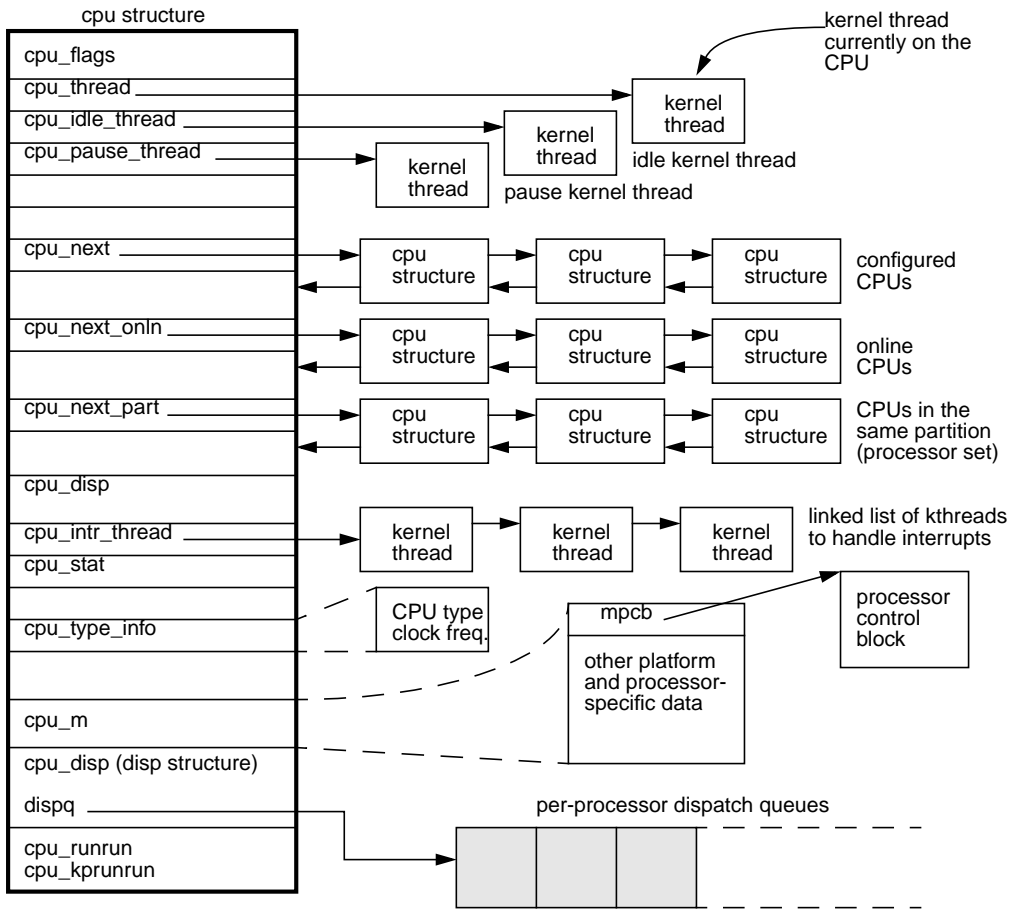 cpu structure
kernel thread
currently on the
CPU
cpu_flags
cpu_thread
kernel
thread
cpu_idle_thread
kernel
thread
idle kernel thread
cpu_pause_thread
kernel
thread
pause kernel thread
cpu_next
cpu
structure
cpu
structure
cpu
structure
configured
CPUs
cpu_next_onln
cpu
structure
cpu
structure
cpu
structure
online
CPUs
cpu_next_part
cpu
structure
cpu
structure
cpu
structure
CPUs in the
same partition
(processor set)
cpu_disp
cpu_intr_thread
kernel
thread
kernel
thread
kernel
thread
linked list of kthreads
to handle interrupts
cpu_stat
cpu_type_info
CPU type
clock freq.
mpcb
other platform
and processor-
specific data
processor
control
block
cpu_m
cpu_disp (disp structure)
dispq
per-processor dispatch queues
cpu_runrun
cpu_kprunrun